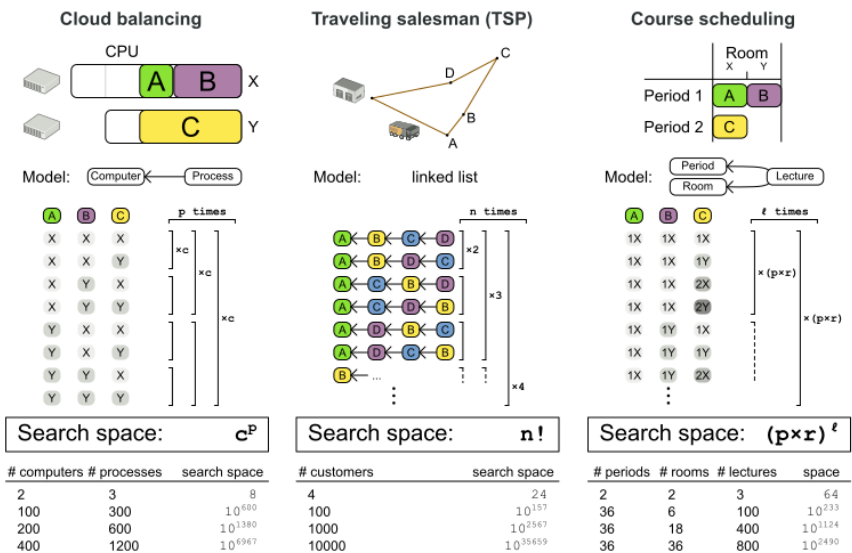 Cloud balancing
CPU
A B X
C Y
Model: Computer Process
p times
A B C
X X X
X X Y
X Y X
X Y Y
Y X X
Y X Y
Y Y X
Y Y Y
×c
×c
×c
Search space: c^p
# computers # processes search space
2 3 8
100 300 10^600
200 600 10^1380
400 1200 10^6967
Traveling salesman (TSP)
C
D
B
A
Model: linked list
n times
A B C D
A B D C
A C B D
A C D B
A D B C
A D C B
B ...
×2
×3
×4
Search space: n!
# customers search space
4 24
100 10^157
1000 10^2567
10000 10^35659
Course scheduling
Room
X Y
Period 1 A B
Period 2 C
Model: Period Room Lecture
ℓ times
A B C
1X 1X 1X
1X 1X 1Y
1X 1X 2X
1X 1X 2Y
1X 1Y 1X
1X 1Y 1Y
1X 1Y 2X
×(p×r)
×(p×r)
Search space: (p×r)^ℓ
# periods # rooms # lectures space
2 2 3 64
36 6 100 10^233
36 18 400 10^1124
36 36 800 10^2490